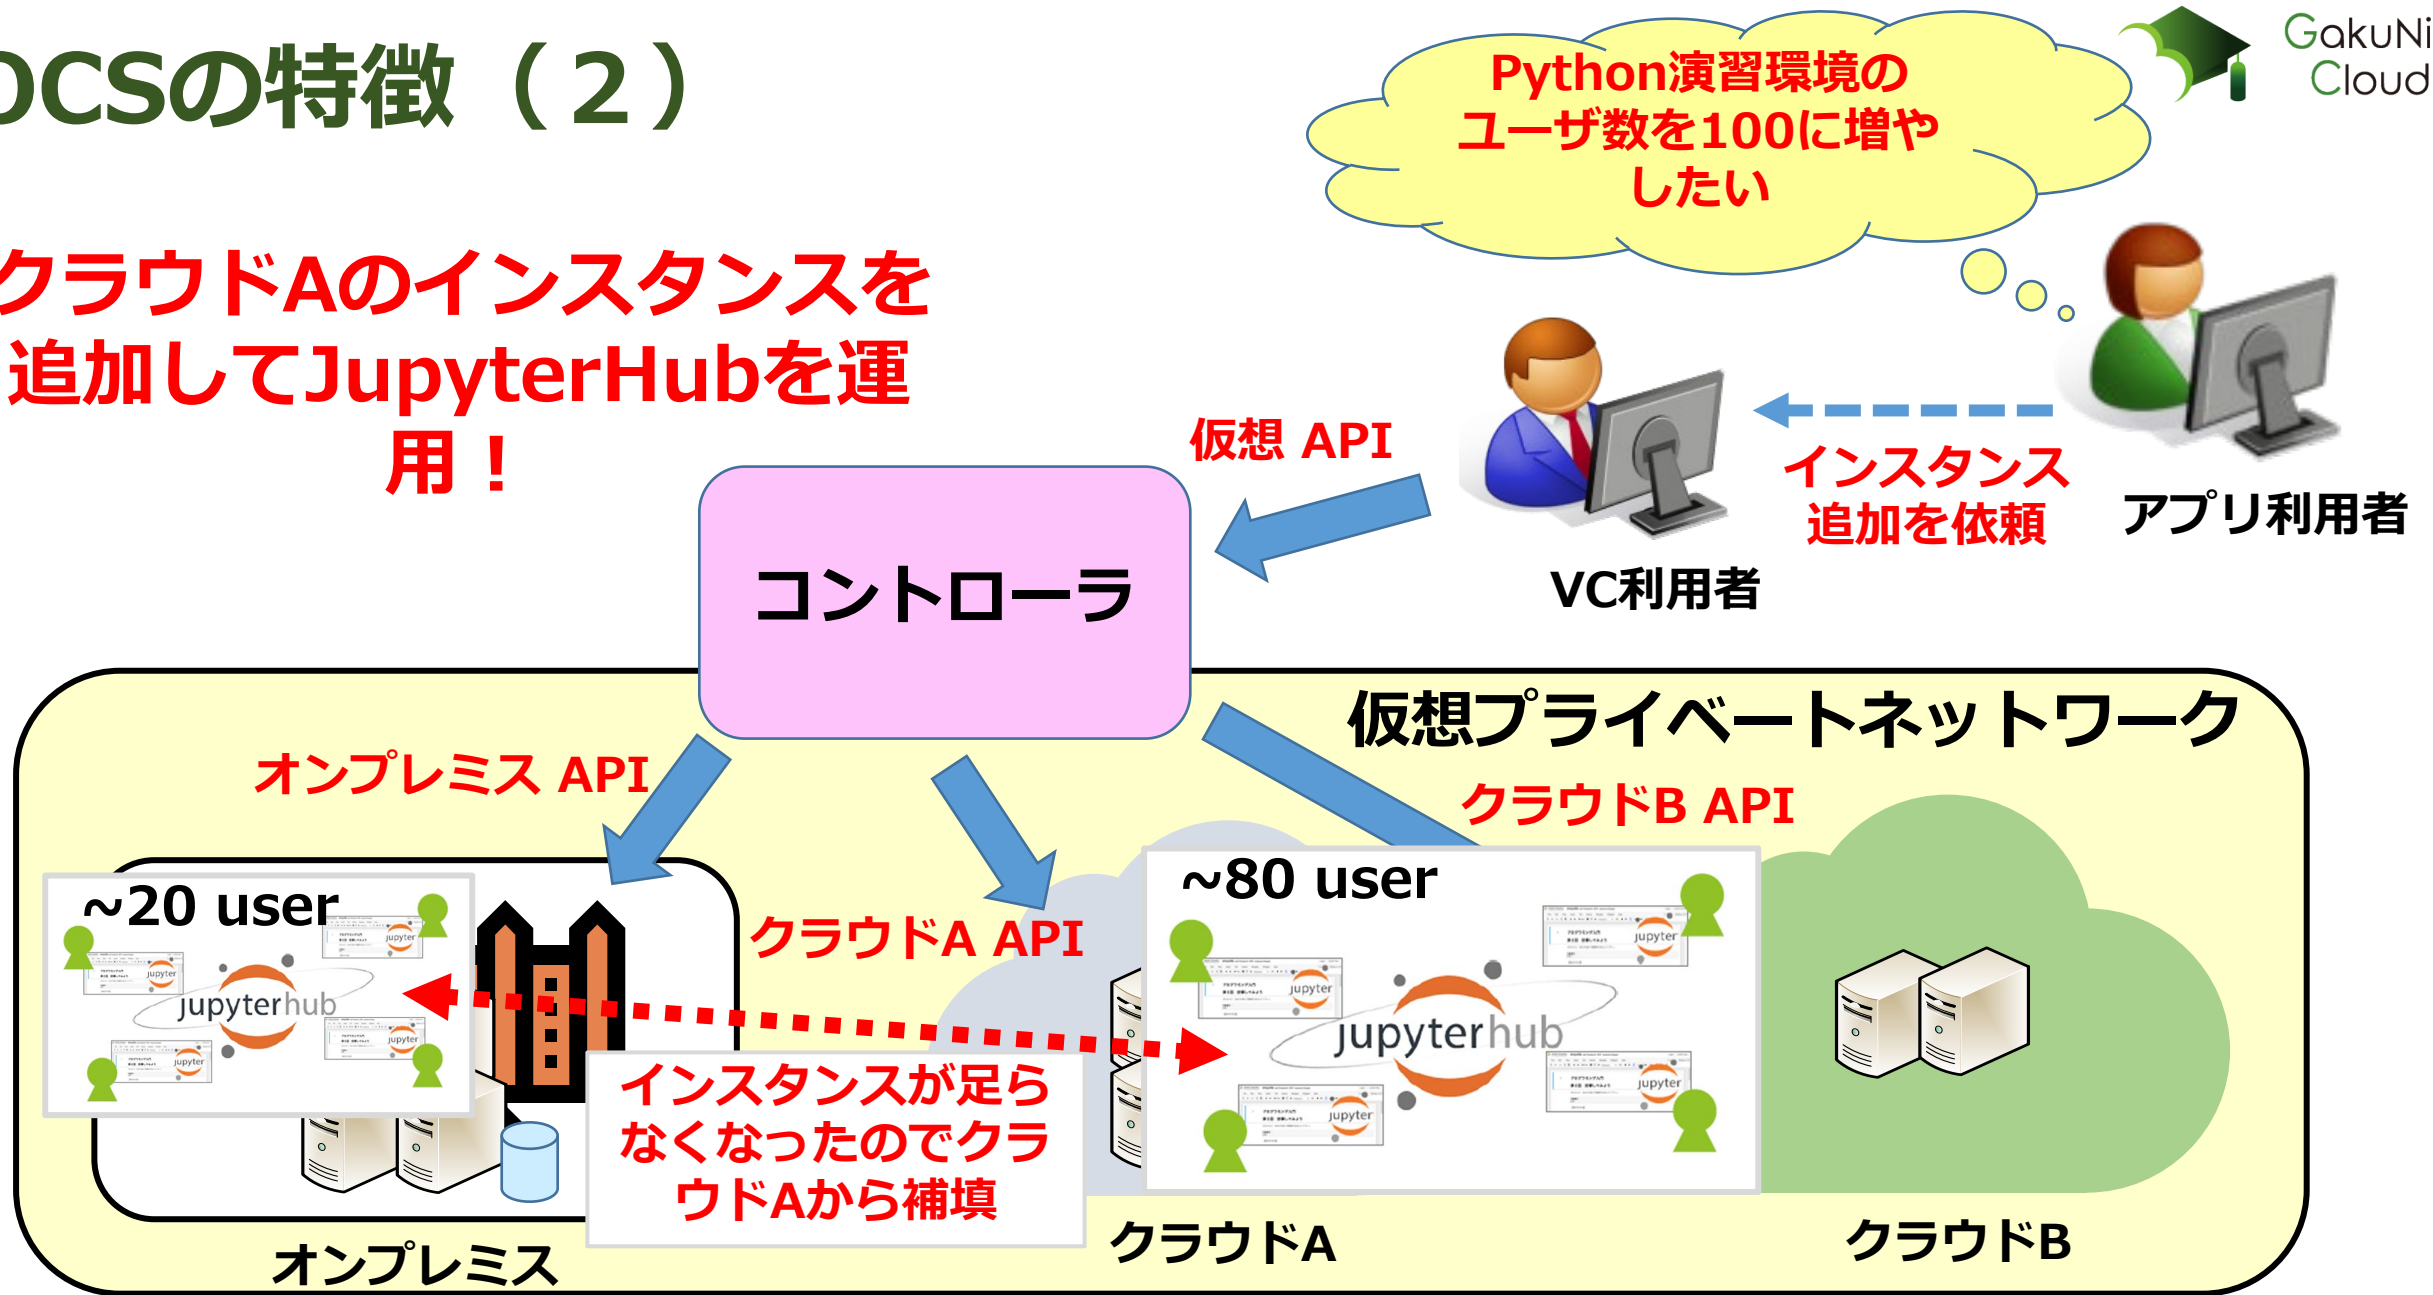 OCSの特徴（２）
GakuNi
Cloud
Python演習環境の
ユーザ数を100に増や
したい
クラウドAのインスタンスを
追加してJupyterHubを運
用！
仮想 API
インスタンス
追加を依頼
アプリ利用者
VC利用者
コントローラ
仮想プライベートネットワーク
オンプレミス API
クラウドA API
クラウドB API
~20 user
jupyterhub
jupyter
jupyter
jupyter
jupyter
~80 user
jupyterhub
jupyter
jupyter
jupyter
jupyter
インスタンスが足ら
なくなったのでクラ
ウドAから補填
オンプレミス
クラウドA
クラウドB